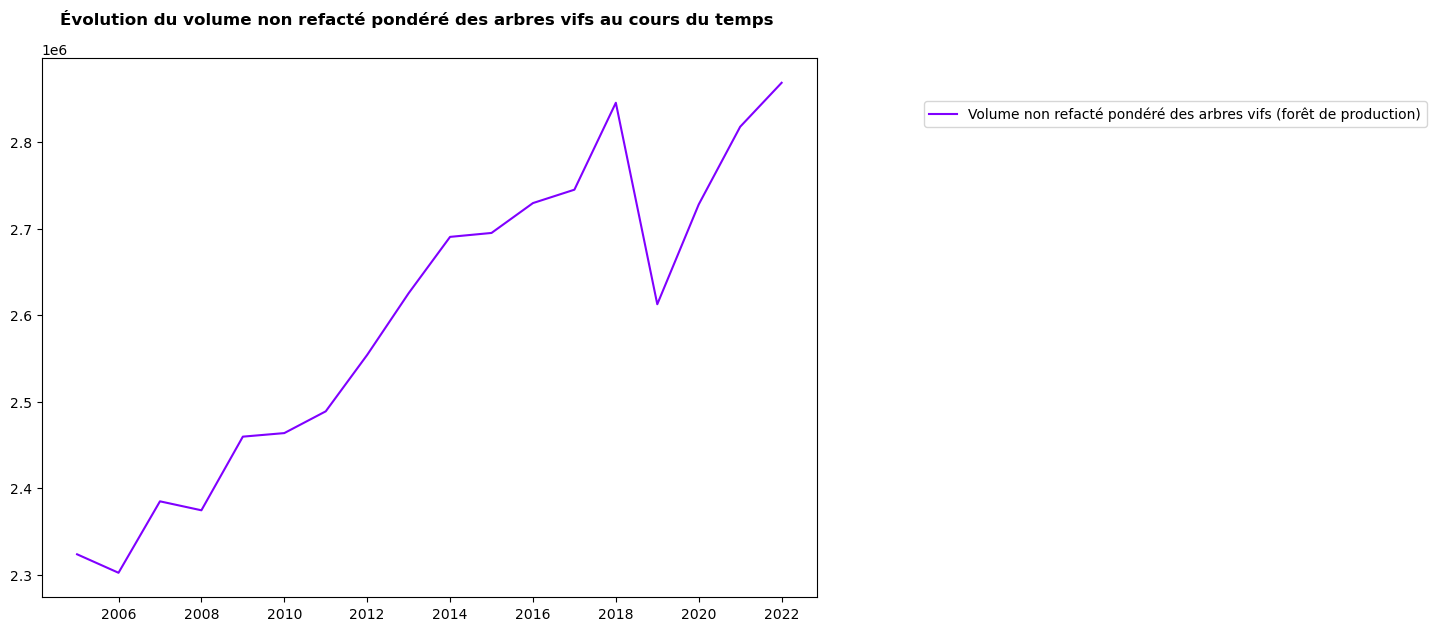 Évolution du volume non refacté pondéré des arbres vifs au cours du temps
1e6
Volume non refacté pondéré des arbres vifs (forêt de production)
2.8
2.7
2.6
2.5
2.4
2.3
2006 2008 2010 2012 2014 2016 2018 2020 2022